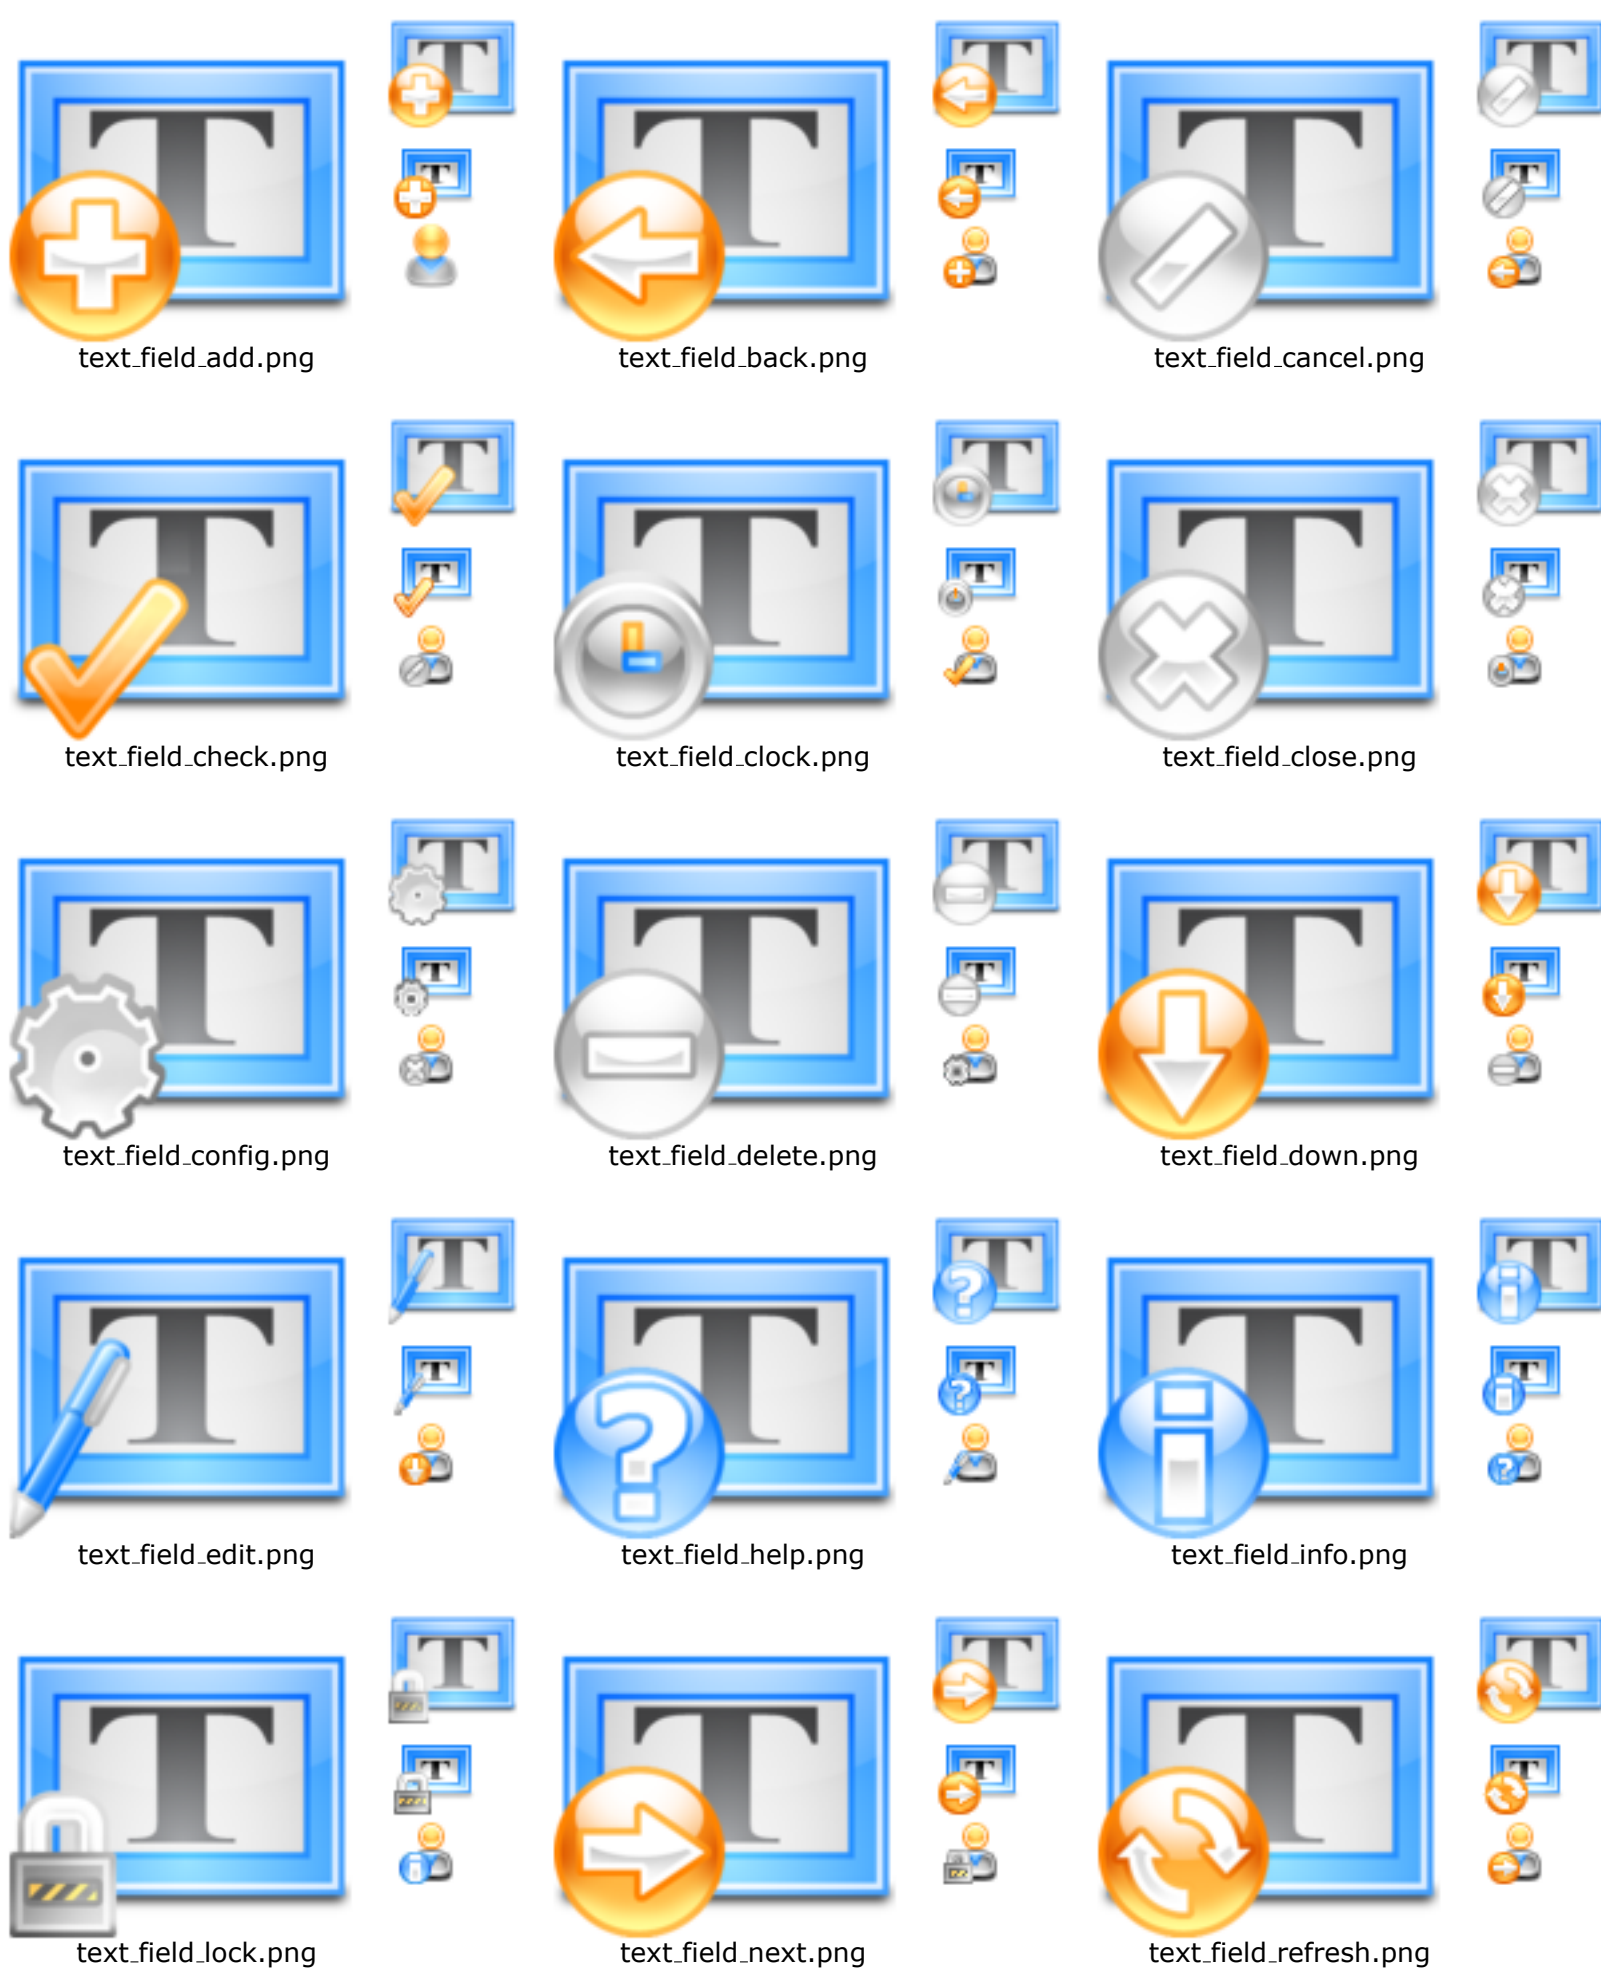 T T T T T T
T T T
text_field_add.png text_field_back.png text_field_cancel.png
T T T T T T
T T T
text_field_check.png text_field_clock.png text_field_close.png
T T T T T T
T T T
text_field_config.png text_field_delete.png text_field_down.png
T T T T T T
T ? T i T
text_field_edit.png text_field_help.png text_field_info.png
T T T T T T
T T T
text_field_lock.png text_field_next.png text_field_refresh.png